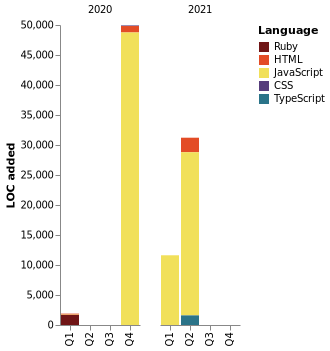 2020 2021
Language
Ruby
HTML
JavaScript
CSS
TypeScript
LOC added
50,000
45,000
40,000
35,000
30,000
25,000
20,000
15,000
10,000
5,000
0
Q1 Q2 Q3 Q4 Q1 Q2 Q3 Q4